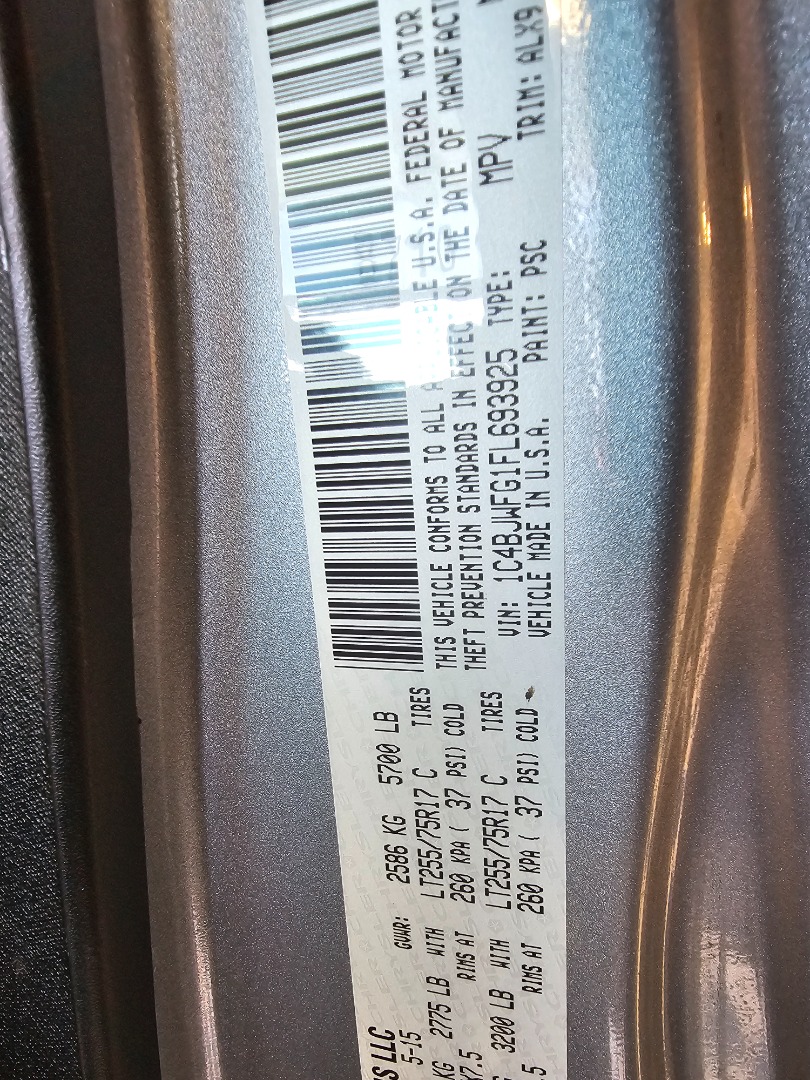 US LLC
5-15 GVWR: 2586 KG 5700 LB
KG 2775 LB WITH LT255/75R17 C TIRES
X7.5 RIMS AT 260 KPA ( 37 PSI) COLD
KG 3200 LB WITH LT255/75R17 C TIRES
.5 RIMS AT 260 KPA ( 37 PSI) COLD
THIS VEHICLE CONFORMS TO ALL U.S.A. FEDERAL MOTOR
THEFT PREVENTION STANDARDS IN EFFECT ON THE DATE OF MANUFACT
VIN: 1C4BJWFG1FL693925 TYPE: MPV
VEHICLE MADE IN U.S.A. PAINT: PSC TRIM: ALX9